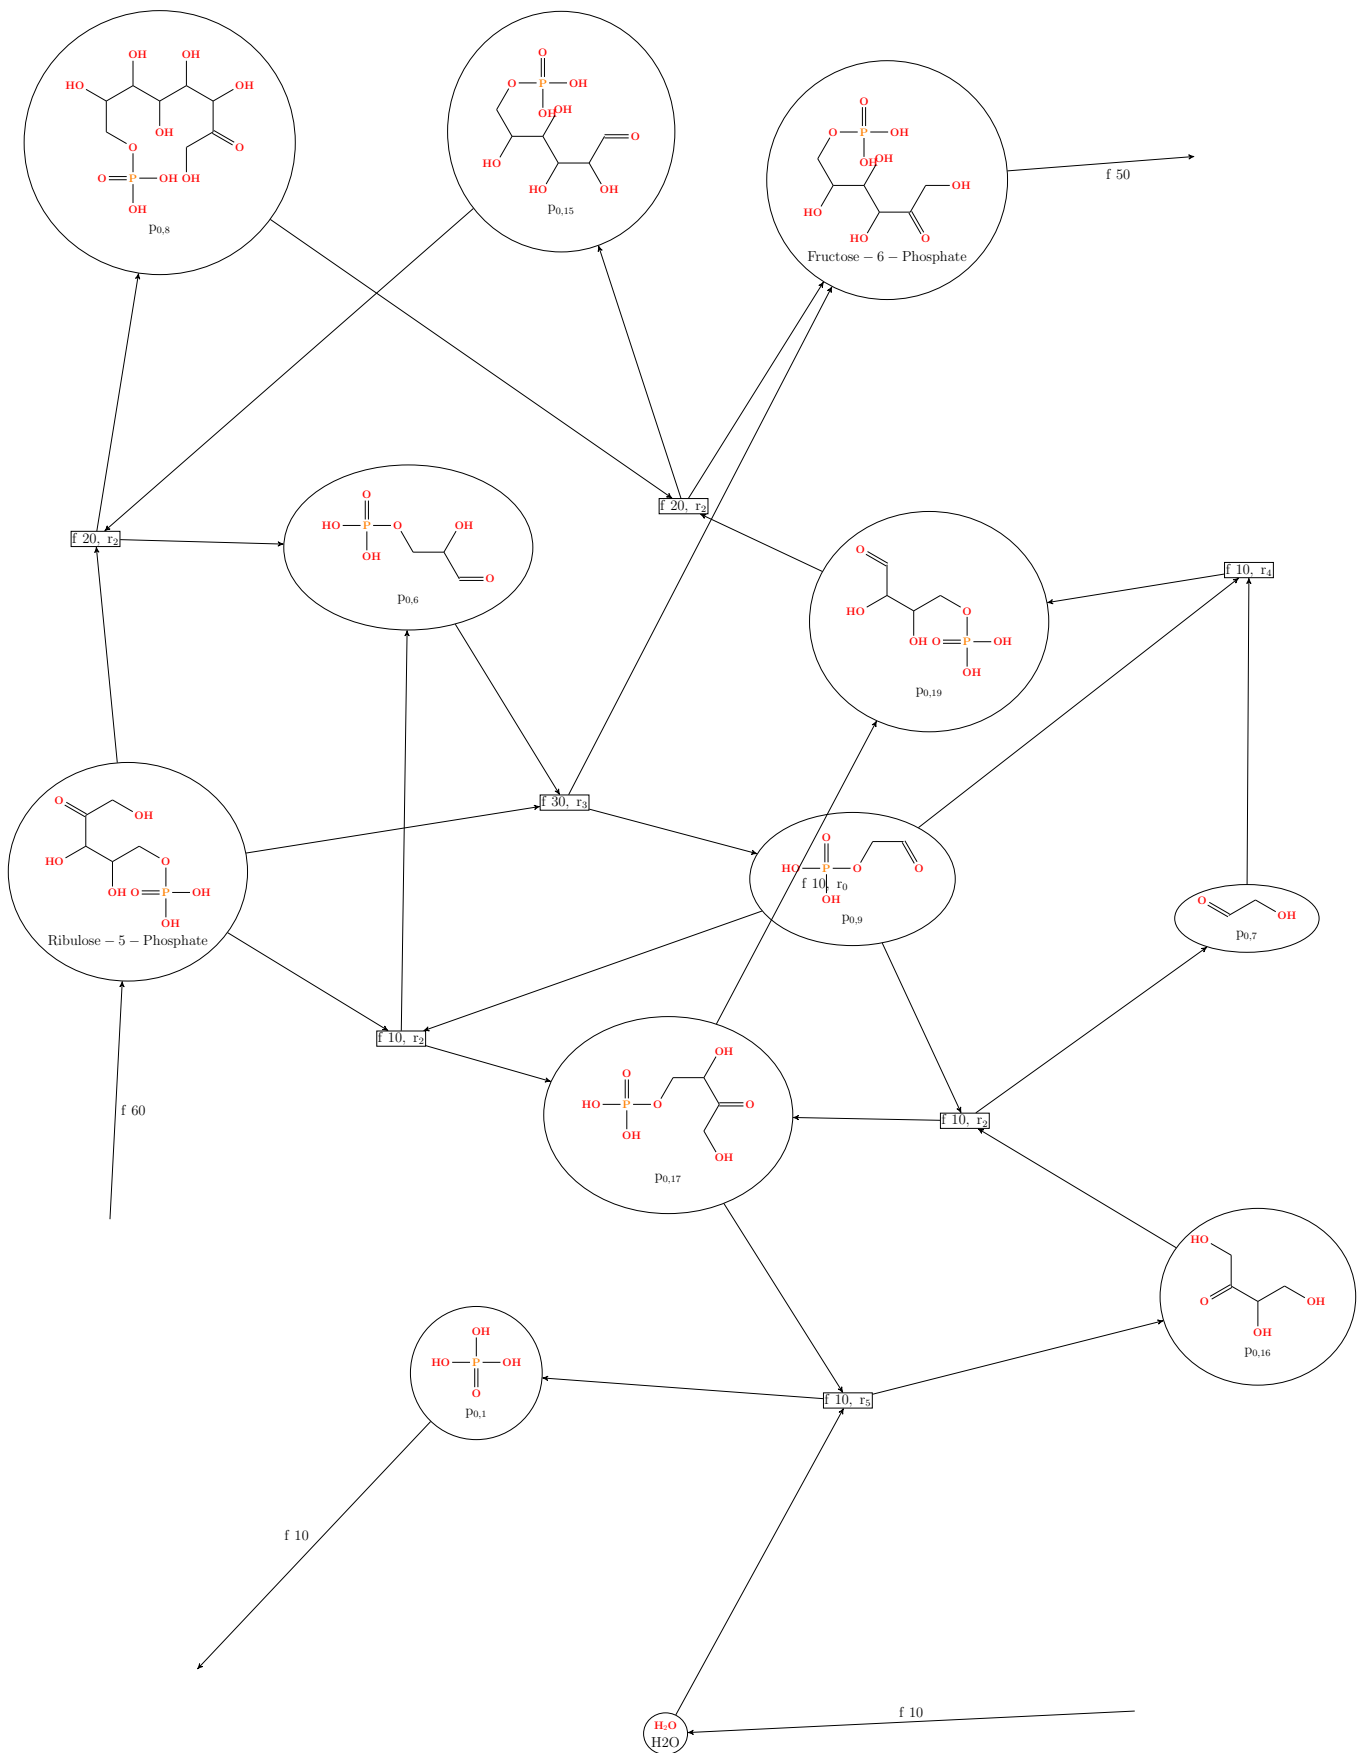 OH
OH
HO
OH
OH
O
O
O
P
OH
OH
OH
p0,8
O
O
P
OH
OH
OH
O
HO
HO
OH
p0,15
O
O
P
OH
OH
OH
OH
HO
HO
O
Fructose – 6 – Phosphate
f 50
f 20, r2
f 20, r2
O
HO
P
O
OH
OH
O
p0,6
O
HO
O
OH
O
P
OH
OH
p0,19
f 10, r4
O
OH
HO
O
OH
O
P
OH
OH
Ribulose – 5 – Phosphate
f 30, r3
O
HO
P
O
O
f 10, r0
OH
p0,9
O
OH
p0,7
f 10, r2
f 60
OH
O
HO
P
O
O
OH
OH
p0,17
f 10, r2
HO
O
OH
OH
p0,16
OH
HO
P
OH
O
p0,1
f 10, r5
f 10
f 10
H2O
H2O